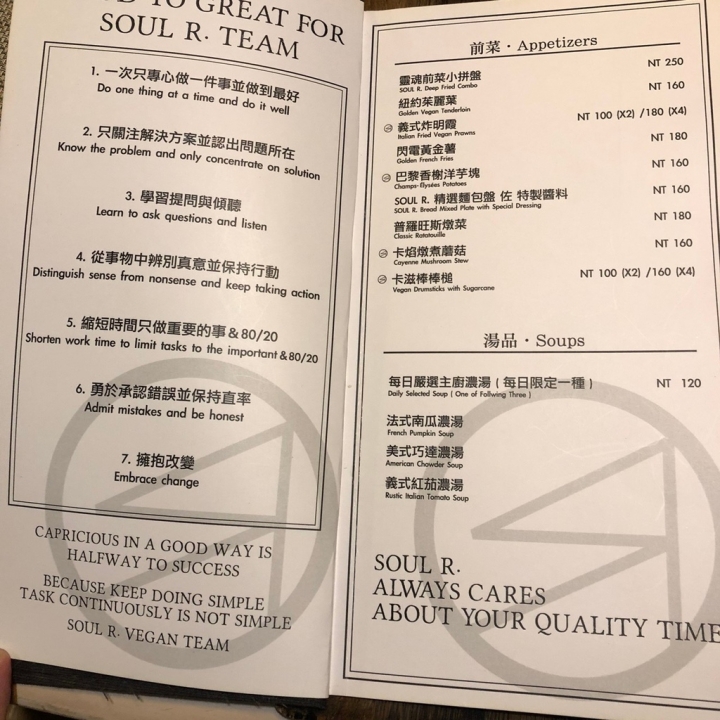 TO GREAT FOR
SOUL R. TEAM
1. 一次只專心做一件事並做到最好
Do one thing at a time and do it well
2. 只關注解決方案並認出問題所在
Know the problem and only concentrate on solution
3. 學習提問與傾聽
Learn to ask questions and listen
4. 從事物中辨別真意並保持行動
Distinguish sense from nonsense and keep taking action
5. 縮短時間只做重要的事&80/20
Shorten work time to limit tasks to the important&80/20
6. 勇於承認錯誤並保持直率
Admit mistakes and be honest
7. 擁抱改變
Embrace change
CAPRICIOUS IN A GOOD WAY IS
HALFWAY TO SUCCESS
BECAUSE KEEP DOING SIMPLE
TASK CONTINUOUSLY IS NOT SIMPLE
SOUL R. VEGAN TEAM
前菜・Appetizers
靈魂前菜小拼盤 NT 250
SOUL R. Deep Fried Combo
紐約茱麗葉 NT 160
Golden Vegan Tenderloin
義式炸明霞 NT 100 (X2) /180 (X4)
Italian Fried Vegan Prawns
閃電黃金薯 NT 180
Golden French Fries
巴黎香榭洋芋塊 NT 160
Champs-Élysées Potatoes
SOUL R. 精選麵包盤 佐 特製醬料 NT 160
SOUL R. Bread Mixed Plate with Special Dressing
普羅旺斯燉菜 NT 180
Classic Ratatouille
卡焰燉煮蘑菇 NT 160
Cayenne Mushroom Stew
卡滋棒棒槌 NT 100 (X2) /160 (X4)
Vegan Drumsticks with Sugarcane
湯品・Soups
每日嚴選主廚濃湯 ( 每日限定一種 ) NT 120
Daily Selected Soup ( One of Follwing Three )
法式南瓜濃湯
French Pumpkin Soup
美式巧達濃湯
American Chowder Soup
義式紅茄濃湯
Rustic Italian Tomato Soup
SOUL R.
ALWAYS CARES
ABOUT YOUR QUALITY TIME